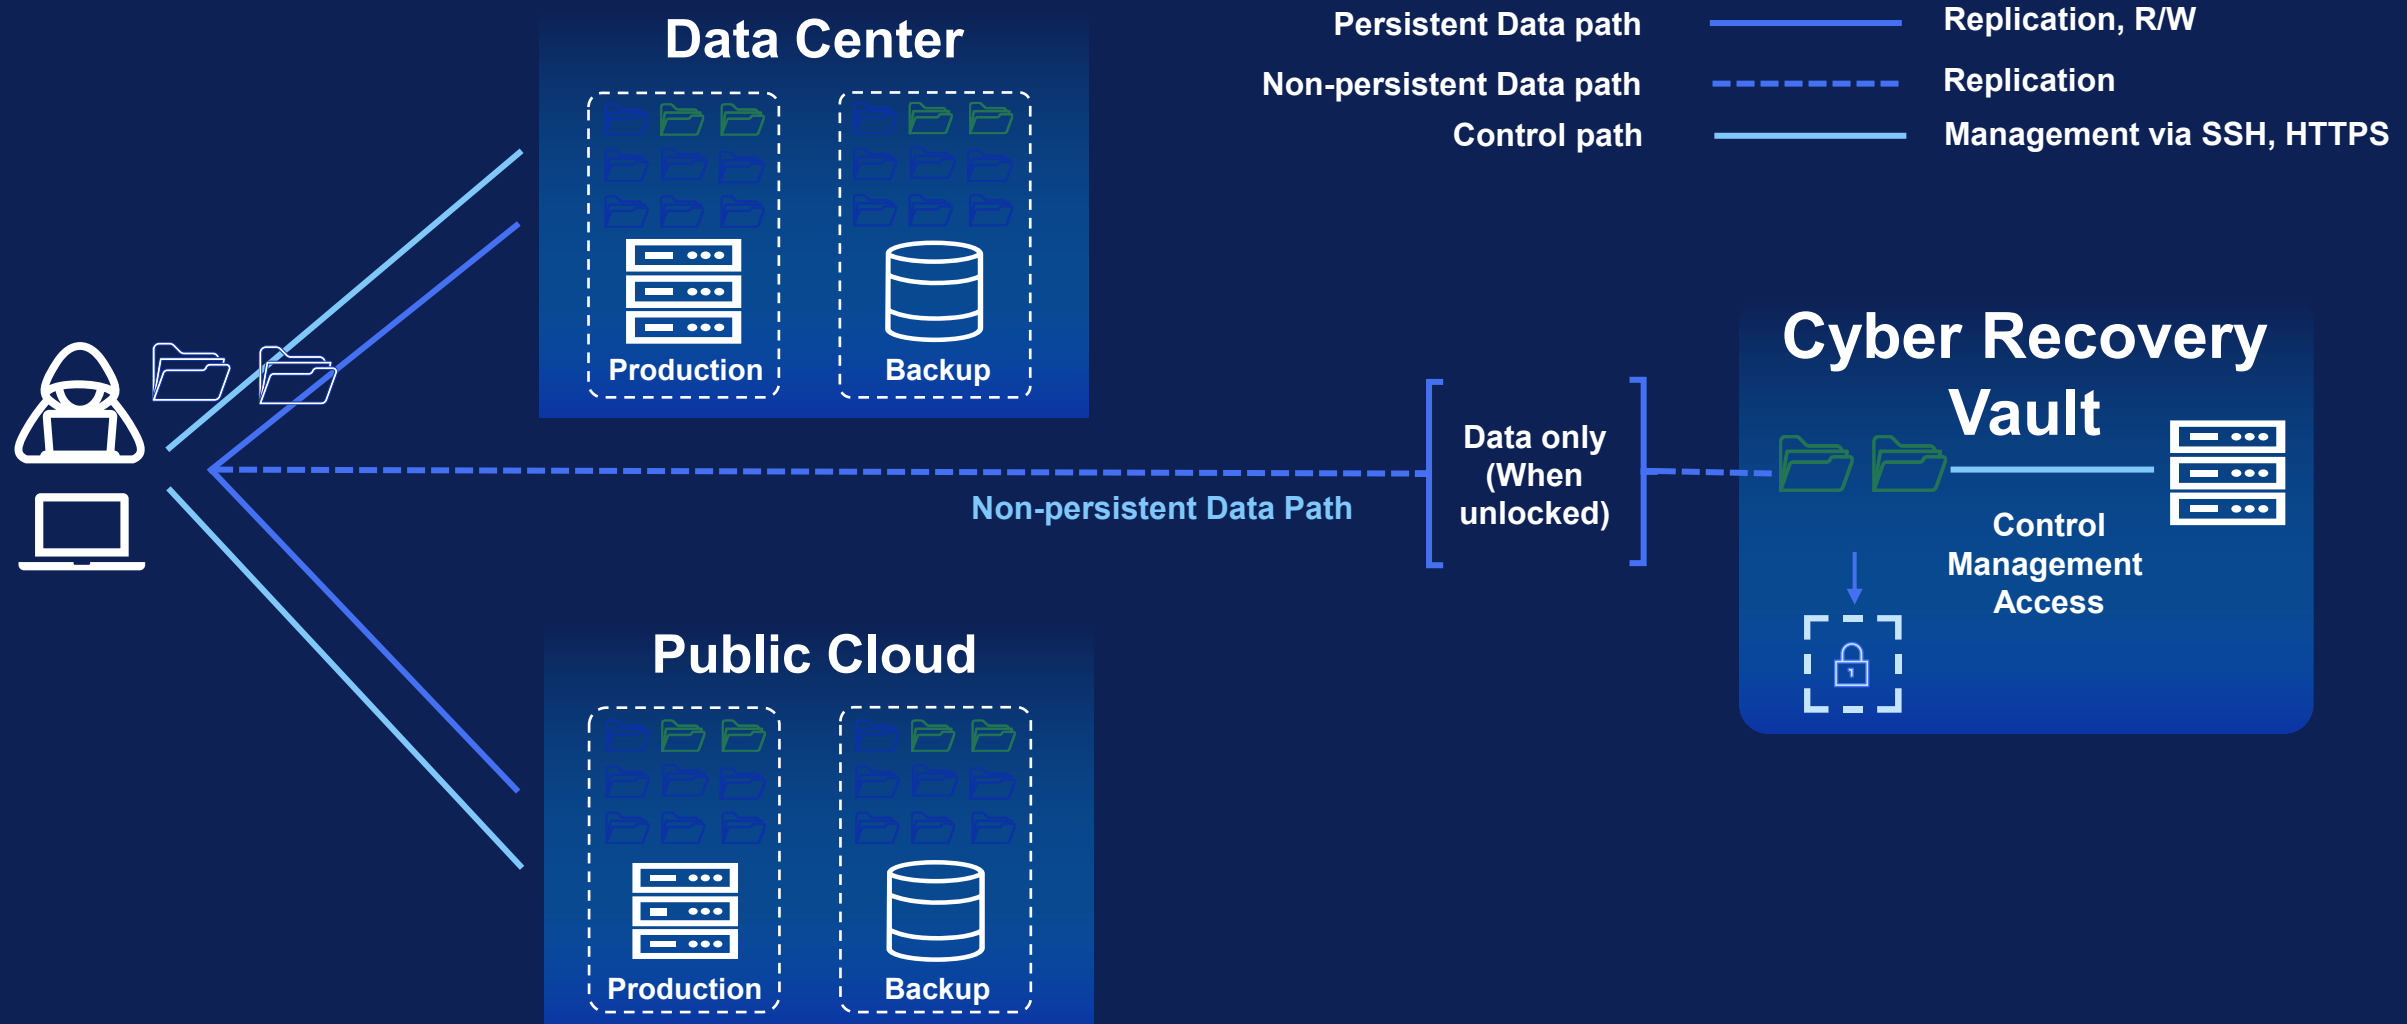 Data Center
Production
Backup
Persistent Data path
Replication, R/W
Non-persistent Data path
Replication
Control path
Management via SSH, HTTPS
Non-persistent Data Path
Data only
(When
unlocked)
Cyber Recovery
Vault
Control
Management
Access
Public Cloud
Production
Backup